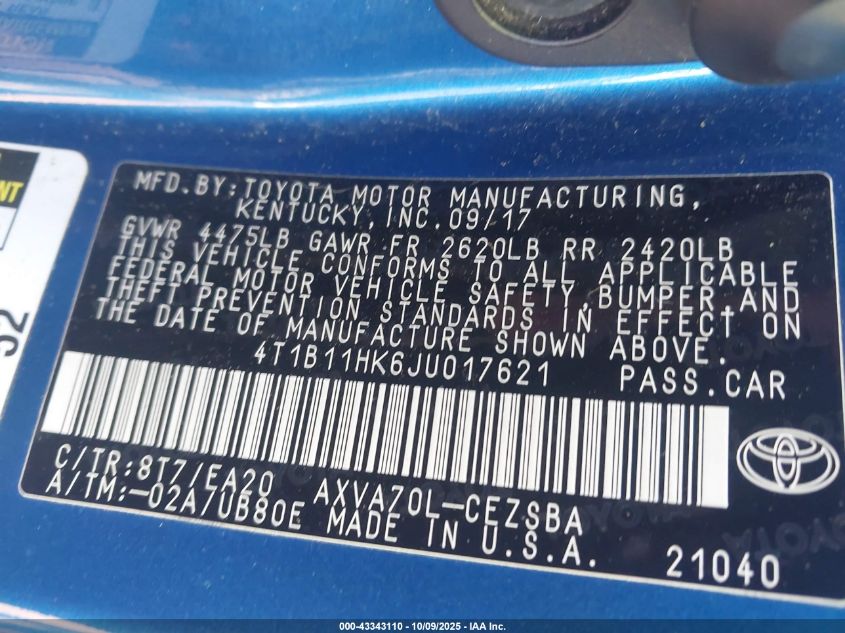 MFD.BY:TOYOTA MOTOR MANUFACTURING,
KENTUCKY, INC. 09/17
GVWR 4475LB GAWR FR 2620LB RR 2420LB
THIS VEHICLE CONFORMS TO ALL APPLICABLE
FEDERAL MOTOR VEHICLE SAFETY, BUMPER, AND
THEFT PREVENTION STANDARDS IN EFFECT ON
THE DATE OF MANUFACTURE SHOWN ABOVE.
4T1B11HK6JU017621 PASS.CAR
C/TR:8T7/EA20 AXVA70L-CEZSBA
A/TM:-02A/UB80E MADE IN U.S.A.
21040
52
000-43343110 • 10/09/2025 • IAA Inc.